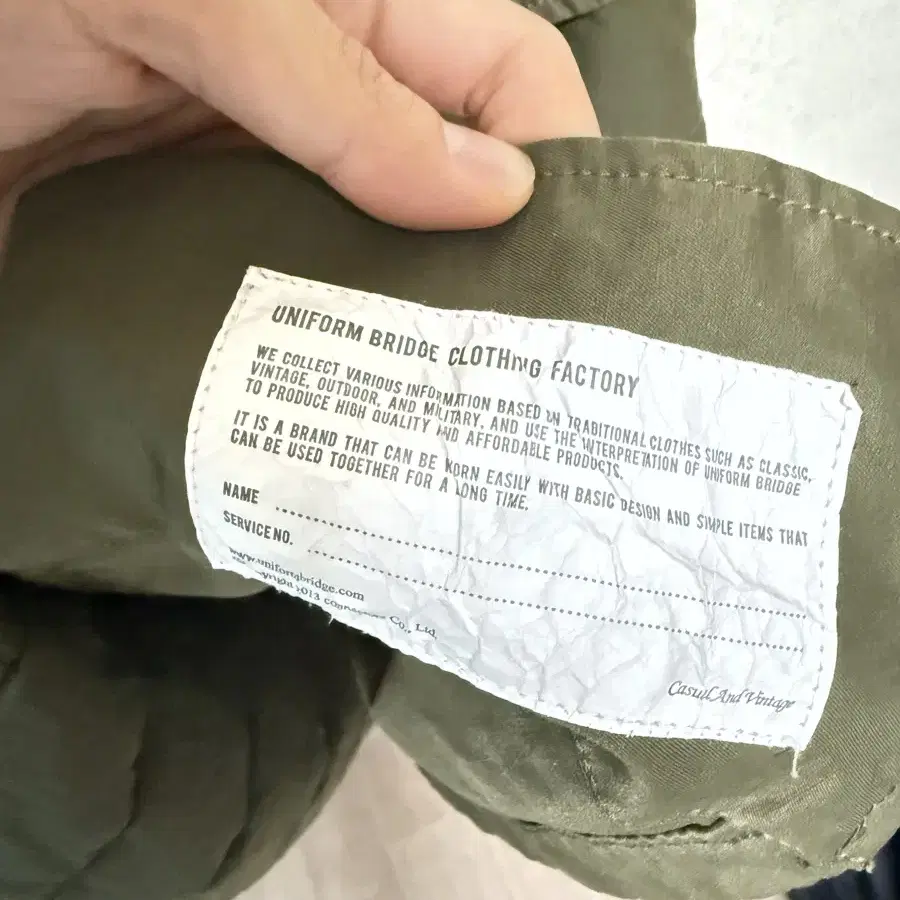 UNIFORM BRIDGE CLOTHING FACTORY
WE COLLECT VARIOUS INFORMATION BASED ON TRADITIONAL CLOTHES SUCH AS CLASSIC,
VINTAGE, OUTDOOR, AND MILITARY, AND USE THE INTERPRETATION OF UNIFORM BRIDGE
TO PRODUCE HIGH QUALITY AND AFFORDABLE PRODUCTS.
IT IS A BRAND THAT CAN BE WORN EASILY WITH BASIC DESIGN AND SIMPLE ITEMS THAT
CAN BE USED TOGETHER FOR A LONG TIME.
NAME
SERVICE NO.
www.uniformbridge.com
copyright 2013 Co., Ltd.
Casual And Vintage